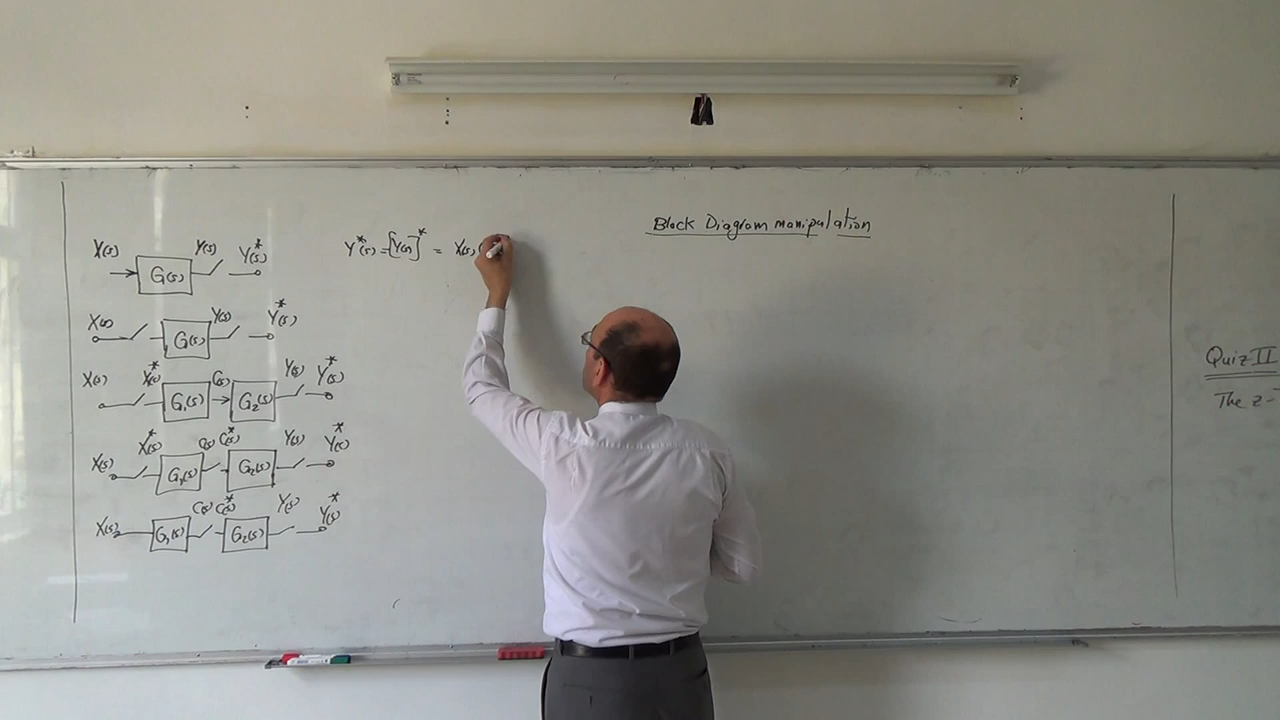 Block Diagram manipulation
X(s) Y(s) Y*(s)
G(s)
Y*(s) = [Y(s)]* = X(s)
X(s) Y(s) Y*(s)
G(s)
X(s) X*(s) C(s) Y(s) Y*(s)
G1(s) G2(s)
X(s) X*(s) C(s) C*(s) Y(s) Y*(s)
G1(s) G2(s)
X(s) C(s) C*(s) Y(s) Y*(s)
G1(s) G2(s)
Quiz II
The z-